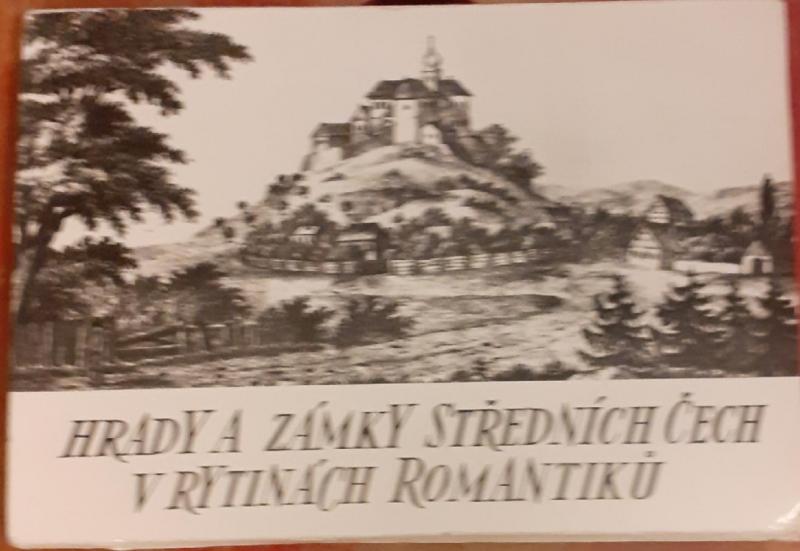 HRADY A ZÁMKY STŘEDNÍCH ČECH
V RYTINÁCH ROMANTIKŮ